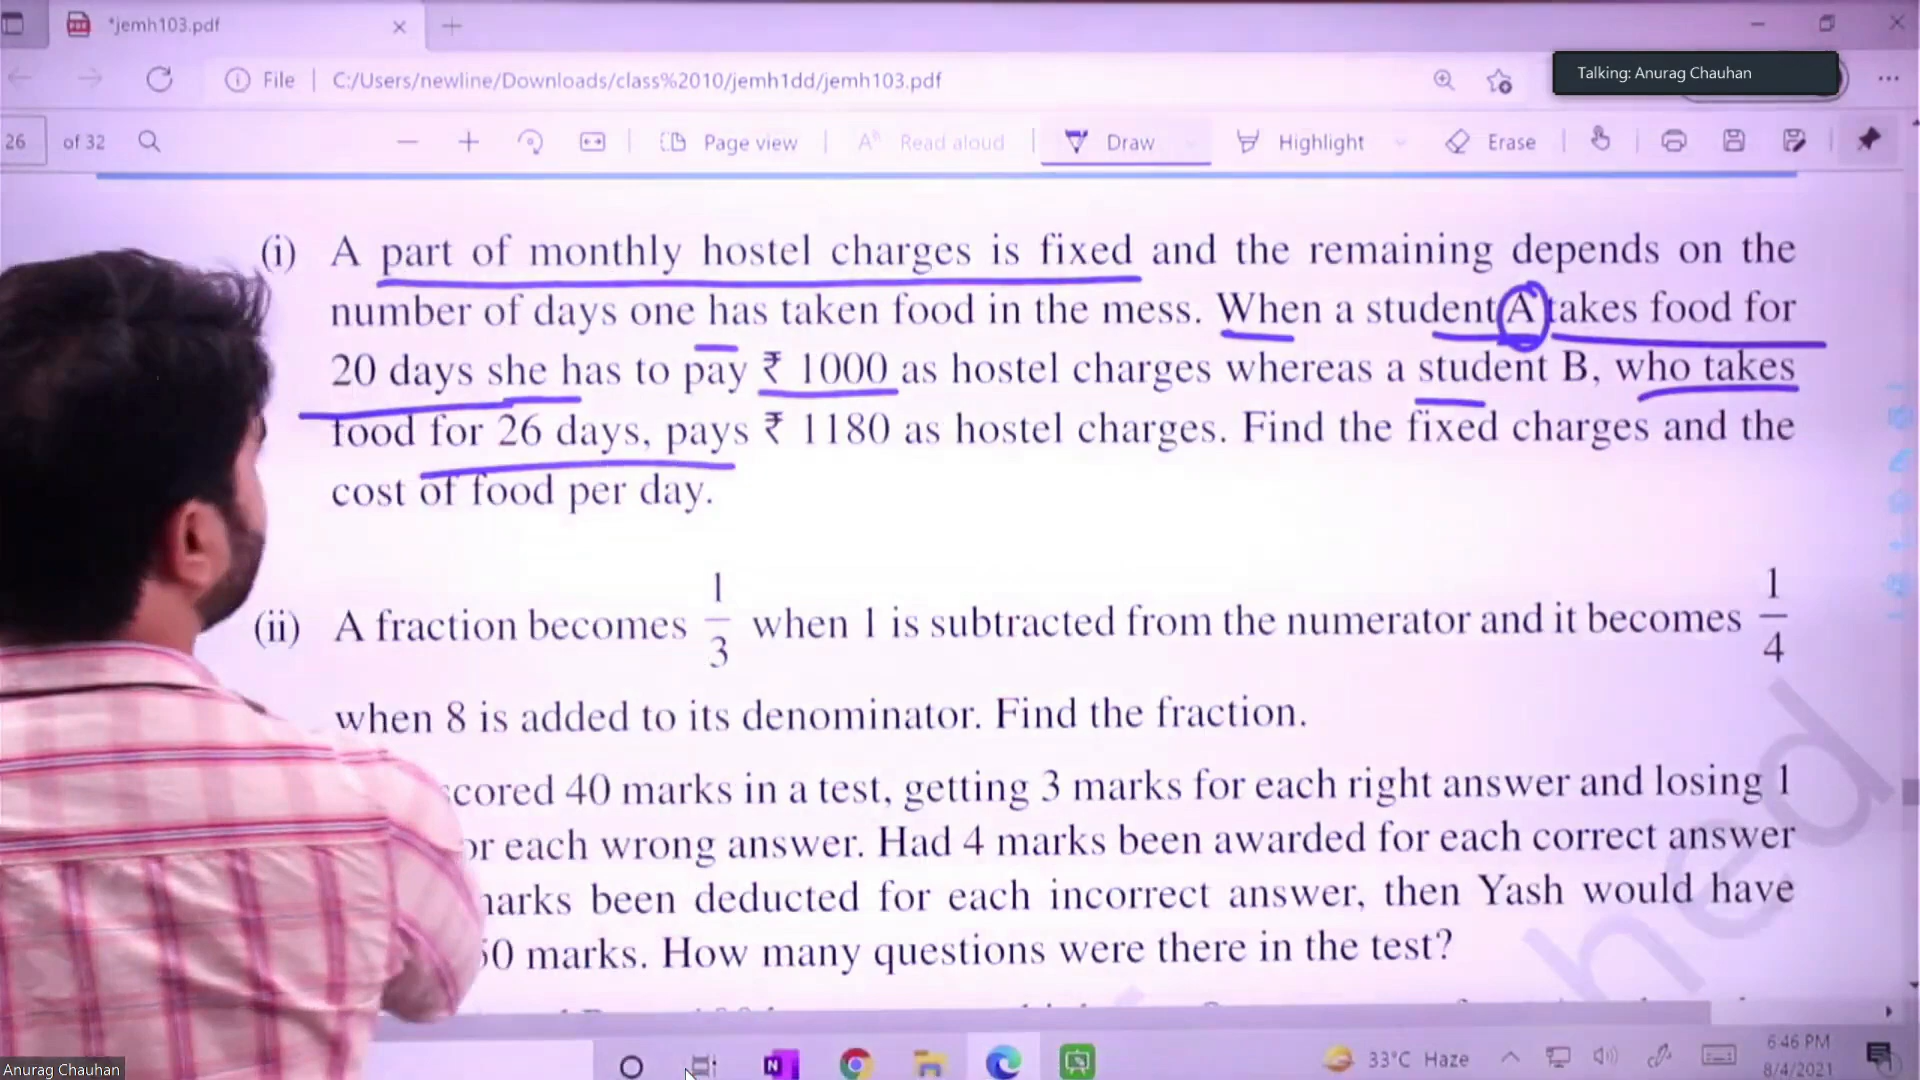 *jemh103.pdf
File | C:/Users/newline/Downloads/class%2010/jemh1dd/jemh103.pdf
Talking: Anurag Chauhan
26 of 32
Page view
Read aloud
Draw
Highlight
Erase
(i) A part of monthly hostel charges is fixed and the remaining depends on the
number of days one has taken food in the mess. When a student A takes food for
20 days she has to pay ₹ 1000 as hostel charges whereas a student B, who takes
food for 26 days, pays ₹ 1180 as hostel charges. Find the fixed charges and the
cost of food per day.
(ii) A fraction becomes 1/3 when 1 is subtracted from the numerator and it becomes 1/4
when 8 is added to its denominator. Find the fraction.
scored 40 marks in a test, getting 3 marks for each right answer and losing 1
or each wrong answer. Had 4 marks been awarded for each correct answer
marks been deducted for each incorrect answer, then Yash would have
50 marks. How many questions were there in the test?
hed
Anurag Chauhan
33°C Haze
6:46 PM
8/4/2021